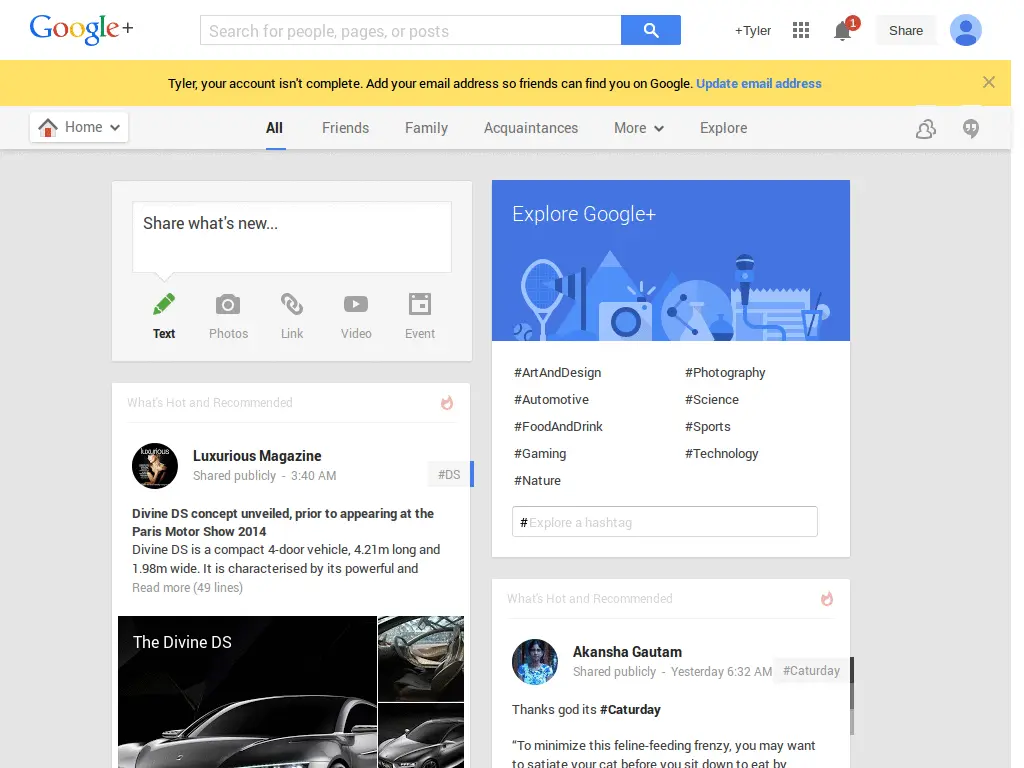 Google+
Search for people, pages, or posts
+Tyler
1
Share
Tyler, your account isn't complete. Add your email address so friends can find you on Google. Update email address
Home
All
Friends
Family
Acquaintances
More
Explore
Share what's new...
Text
Photos
Link
Video
Event
Explore Google+
#ArtAndDesign
#Photography
#Automotive
#Science
#FoodAndDrink
#Sports
#Gaming
#Technology
#Nature
#Explore a hashtag
What's Hot and Recommended
luxurious
Luxurious Magazine
Shared publicly - 3:40 AM
#DS
Divine DS concept unveiled, prior to appearing at the
Paris Motor Show 2014
Divine DS is a compact 4-door vehicle, 4.21m long and
1.98m wide. It is characterised by its powerful and
Read more (49 lines)
The Divine DS
What's Hot and Recommended
Akansha Gautam
Shared publicly - Yesterday 6:32 AM
#Caturday
Thanks god its #Caturday
“To minimize this feline-feeding frenzy, you may want
to satiate your cat before you sit down to eat by